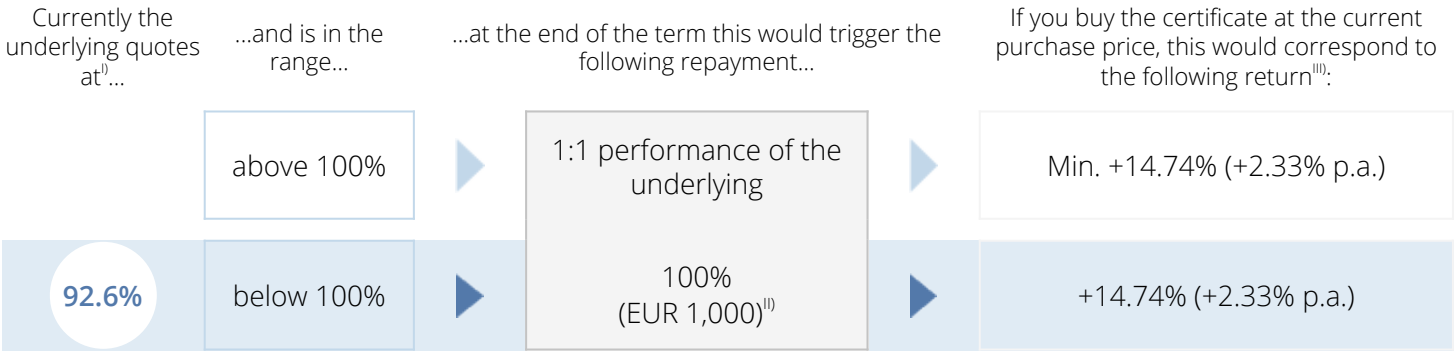 Currently the
underlying quotes
at^I)...
...and is in the
range...
...at the end of the term this would trigger the
following repayment...
If you buy the certificate at the current
purchase price, this would correspond to
the following return^III):
above 100%
1:1 performance of the
underlying
Min. +14.74% (+2.33% p.a.)
92.6%
below 100%
100%
(EUR 1,000)^II)
+14.74% (+2.33% p.a.)